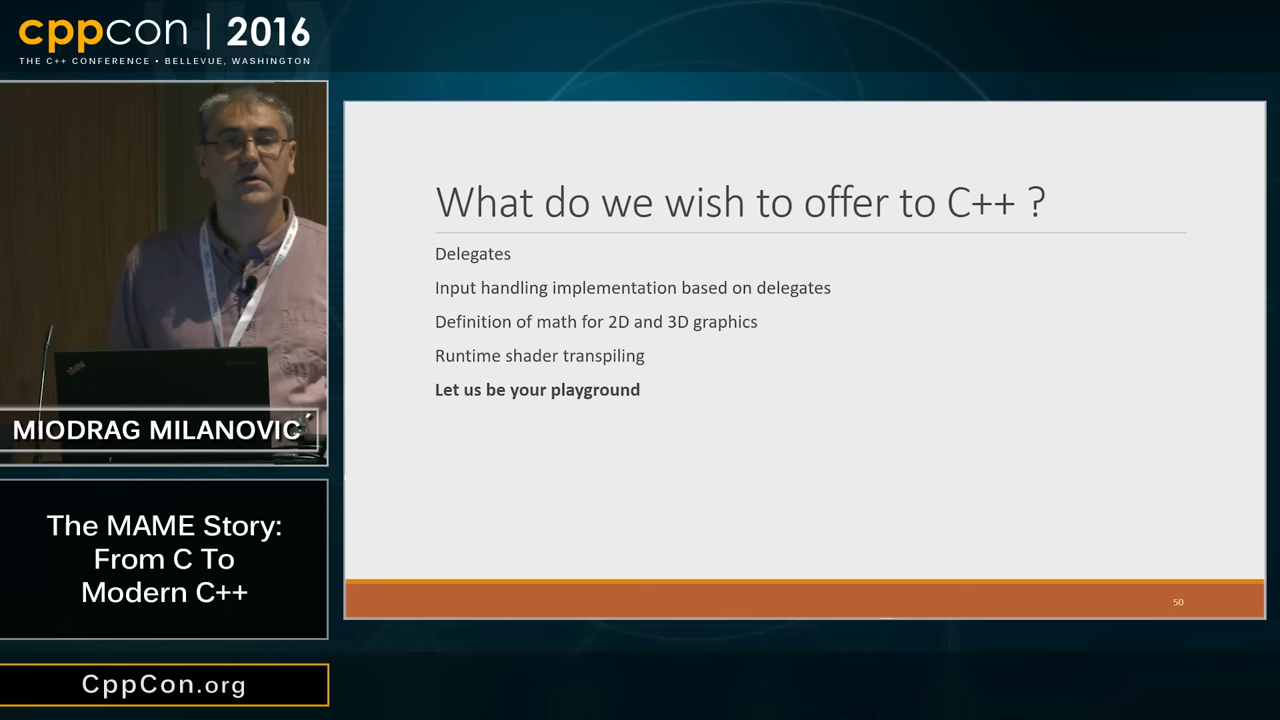 cppcon | 2016
THE C++ CONFERENCE • BELLEVUE, WASHINGTON
MIODRAG MILANOVIĆ
The MAME Story:
From C To
Modern C++
CppCon.org
What do we wish to offer to C++ ?
Delegates
Input handling implementation based on delegates
Definition of math for 2D and 3D graphics
Runtime shader transpiling
Let us be your playground
50